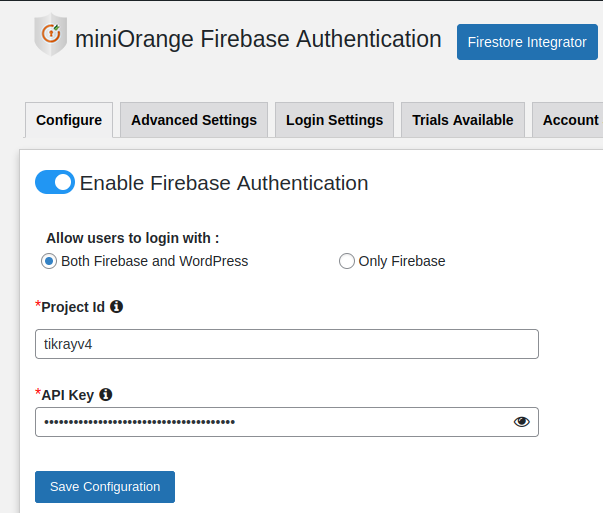 miniOrange Firebase Authentication
Firestore Integrator
Configure Advanced Settings Login Settings Trials Available Account
Enable Firebase Authentication
Allow users to login with :
Both Firebase and WordPress Only Firebase
*Project Id
tikrayv4
*API Key
•••••••••••••••••••••••••••••••••••••••
Save Configuration